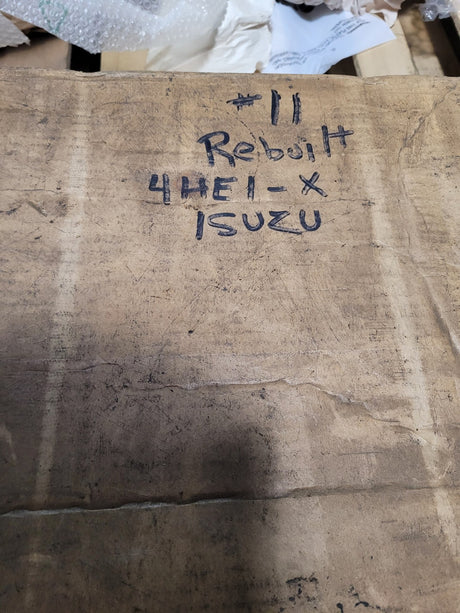 #11
Rebuilt
4HE1-X
ISUZU